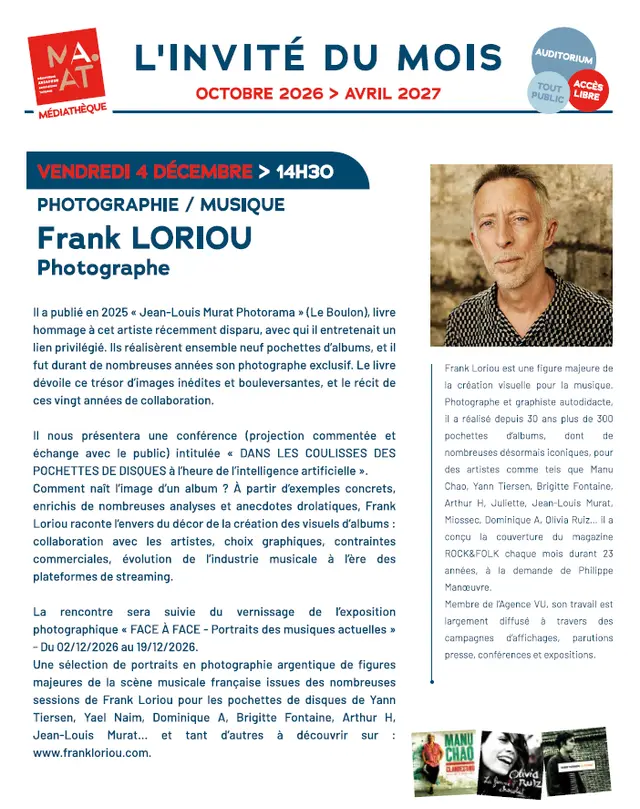 MA.
AT
MÉDIATHÈQUE
L'INVITÉ DU MOIS
OCTOBRE 2026 > AVRIL 2027
AUDITORIUM
TOUT
PUBLIC
ACCÈS
LIBRE
VENDREDI 4 DÉCEMBRE > 14H30
PHOTOGRAPHIE / MUSIQUE
Frank LORIOU
Photographe
Il a publié en 2025 « Jean-Louis Murat Photorama » (Le Boulon), livre
hommage à cet artiste récemment disparu, avec qui il entretenait un
lien privilégié. Ils réalisèrent ensemble neuf pochettes d'albums, et il
fut durant de nombreuses années son photographe exclusif. Le livre
dévoile ce trésor d'images inédites et bouleversantes, et le récit de
ces vingt années de collaboration.
Il nous présentera une conférence (projection commentée et
échange avec le public) intitulée « DANS LES COULISSES DES
POCHETTES DE DISQUES à l'heure de l'intelligence artificielle ».
Comment naît l'image d'un album ? À partir d'exemples concrets,
enrichis de nombreuses analyses et anecdotes drolatiques, Frank
Loriou raconte l'envers du décor de la création des visuels d'albums :
collaboration avec les artistes, choix graphiques, contraintes
commerciales, évolution de l'industrie musicale à l'ère des
plateformes de streaming.
La rencontre sera suivie du vernissage de l'exposition
photographique « FACE À FACE - Portraits des musiques actuelles »
- Du 02/12/2026 au 19/12/2026.
Une sélection de portraits en photographie argentique de figures
majeures de la scène musicale française issues des nombreuses
sessions de Frank Loriou pour les pochettes de disques de Yann
Tiersen, Yael Naim, Dominique A, Brigitte Fontaine, Arthur H,
Jean-Louis Murat... et tant d'autres à découvrir sur :
www.frankloriou.com.
Frank Loriou est une figure majeure de
la création visuelle pour la musique.
Photographe et graphiste autodidacte,
il a réalisé depuis 30 ans plus de 300
pochettes d'albums, dont de
nombreuses désormais iconiques, pour
des artistes comme tels que Manu
Chao, Yann Tiersen, Brigitte Fontaine,
Arthur H, Juliette, Jean-Louis Murat,
Miossec, Dominique A, Olivia Ruiz... il a
conçu la couverture du magazine
ROCK&FOLK chaque mois durant 23
années, à la demande de Philippe
Manœuvre.
Membre de l'Agence VU, son travail est
largement diffusé à travers des
campagnes d'affichages, parutions
presse, conférences et expositions.
MANU
CHAO
CLANDESTINO
Olivia
Ruiz
La femme
chocolat